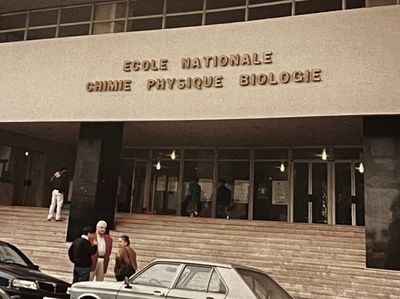 ECOLE NATIONALE
CHIMIE PHYSIQUE BIOLOGIE